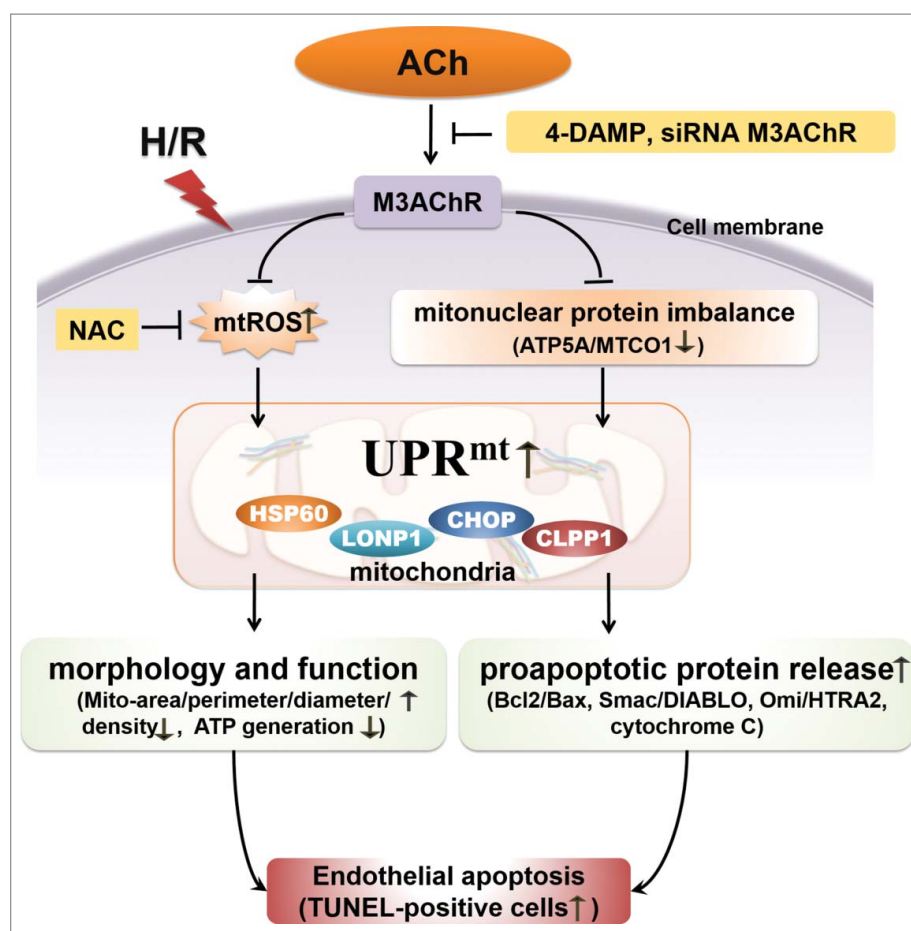 ACh
4-DAMP, siRNA M3AChR
H/R
M3AChR
Cell membrane
NAC
mtROS↑
mitonuclear protein imbalance
(ATP5A/MTCO1↓)
UPRmt↑
HSP60
LONP1
CHOP
CLPP1
mitochondria
morphology and function
(Mito-area/perimeter/diameter/↑
density↓, ATP generation ↓)
proapoptotic protein release↑
(Bcl2/Bax, Smac/DIABLO, Omi/HTRA2,
cytochrome C)
Endothelial apoptosis
(TUNEL-positive cells↑)